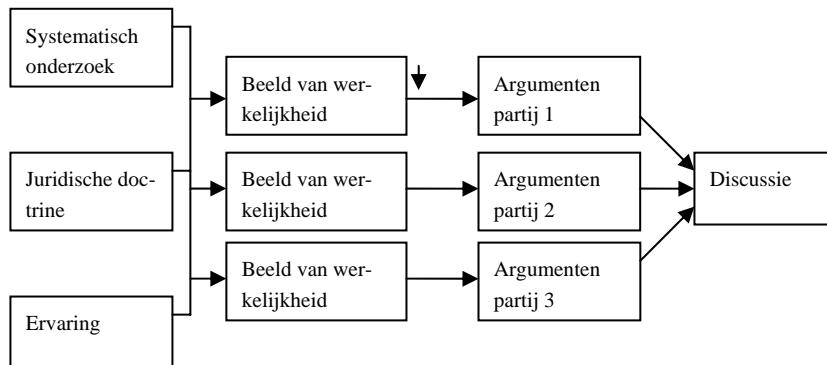 Systematisch
onderzoek
Beeld van wer-
kelijkheid
Argumenten
partij 1
Juridische doc-
trine
Beeld van wer-
kelijkheid
Argumenten
partij 2
Discussie
Beeld van wer-
kelijkheid
Argumenten
partij 3
Ervaring